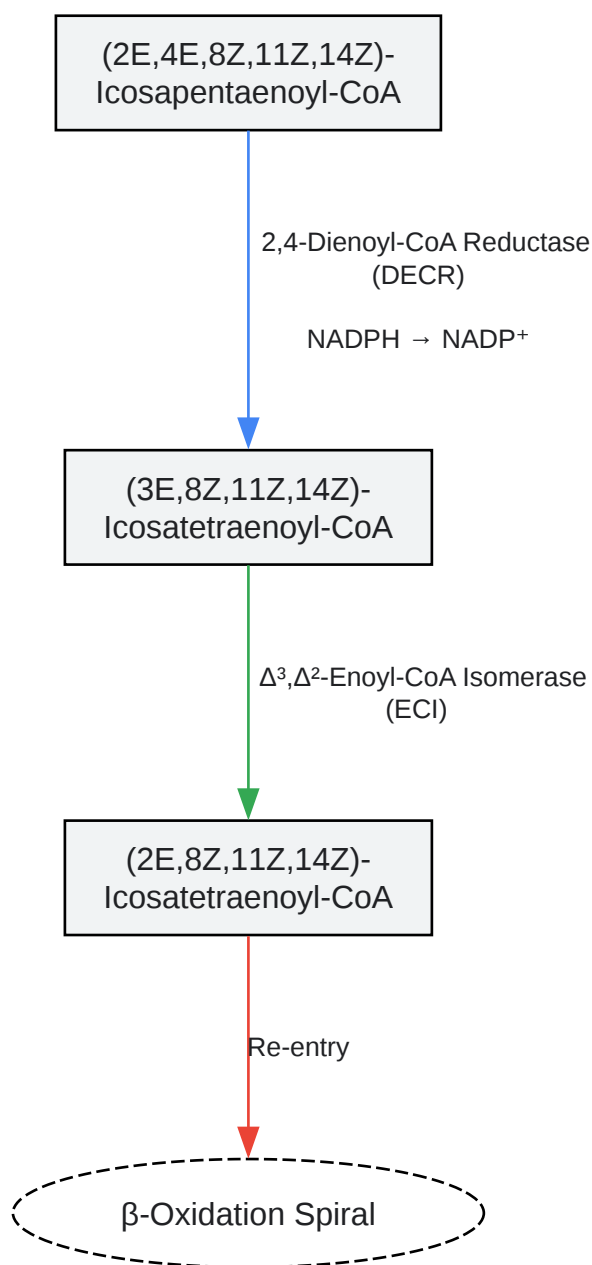 (2E,4E,8Z,11Z,14Z)-
Icosapentaenoyl-CoA
2,4-Dienoyl-CoA Reductase
(DECR)
NADPH → NADP⁺
(3E,8Z,11Z,14Z)-
Icosatetraenoyl-CoA
Δ³,Δ²-Enoyl-CoA Isomerase
(ECI)
(2E,8Z,11Z,14Z)-
Icosatetraenoyl-CoA
Re-entry
β-Oxidation Spiral